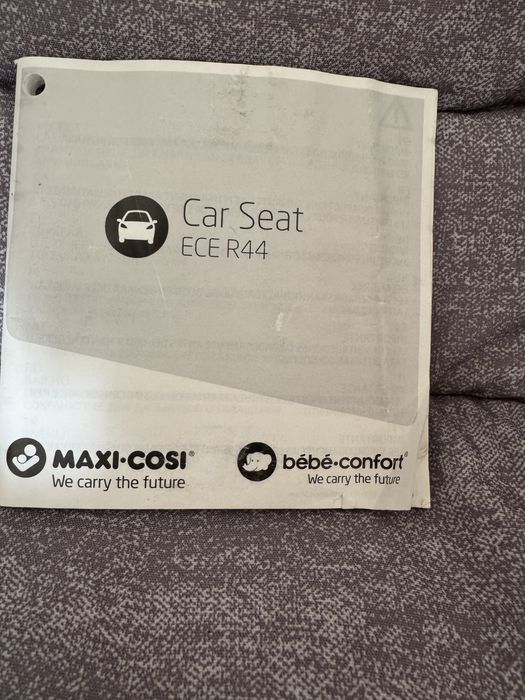 Car Seat
ECE R44
MAXI·COSI®
We carry the future
bébé·confort®
We carry the future